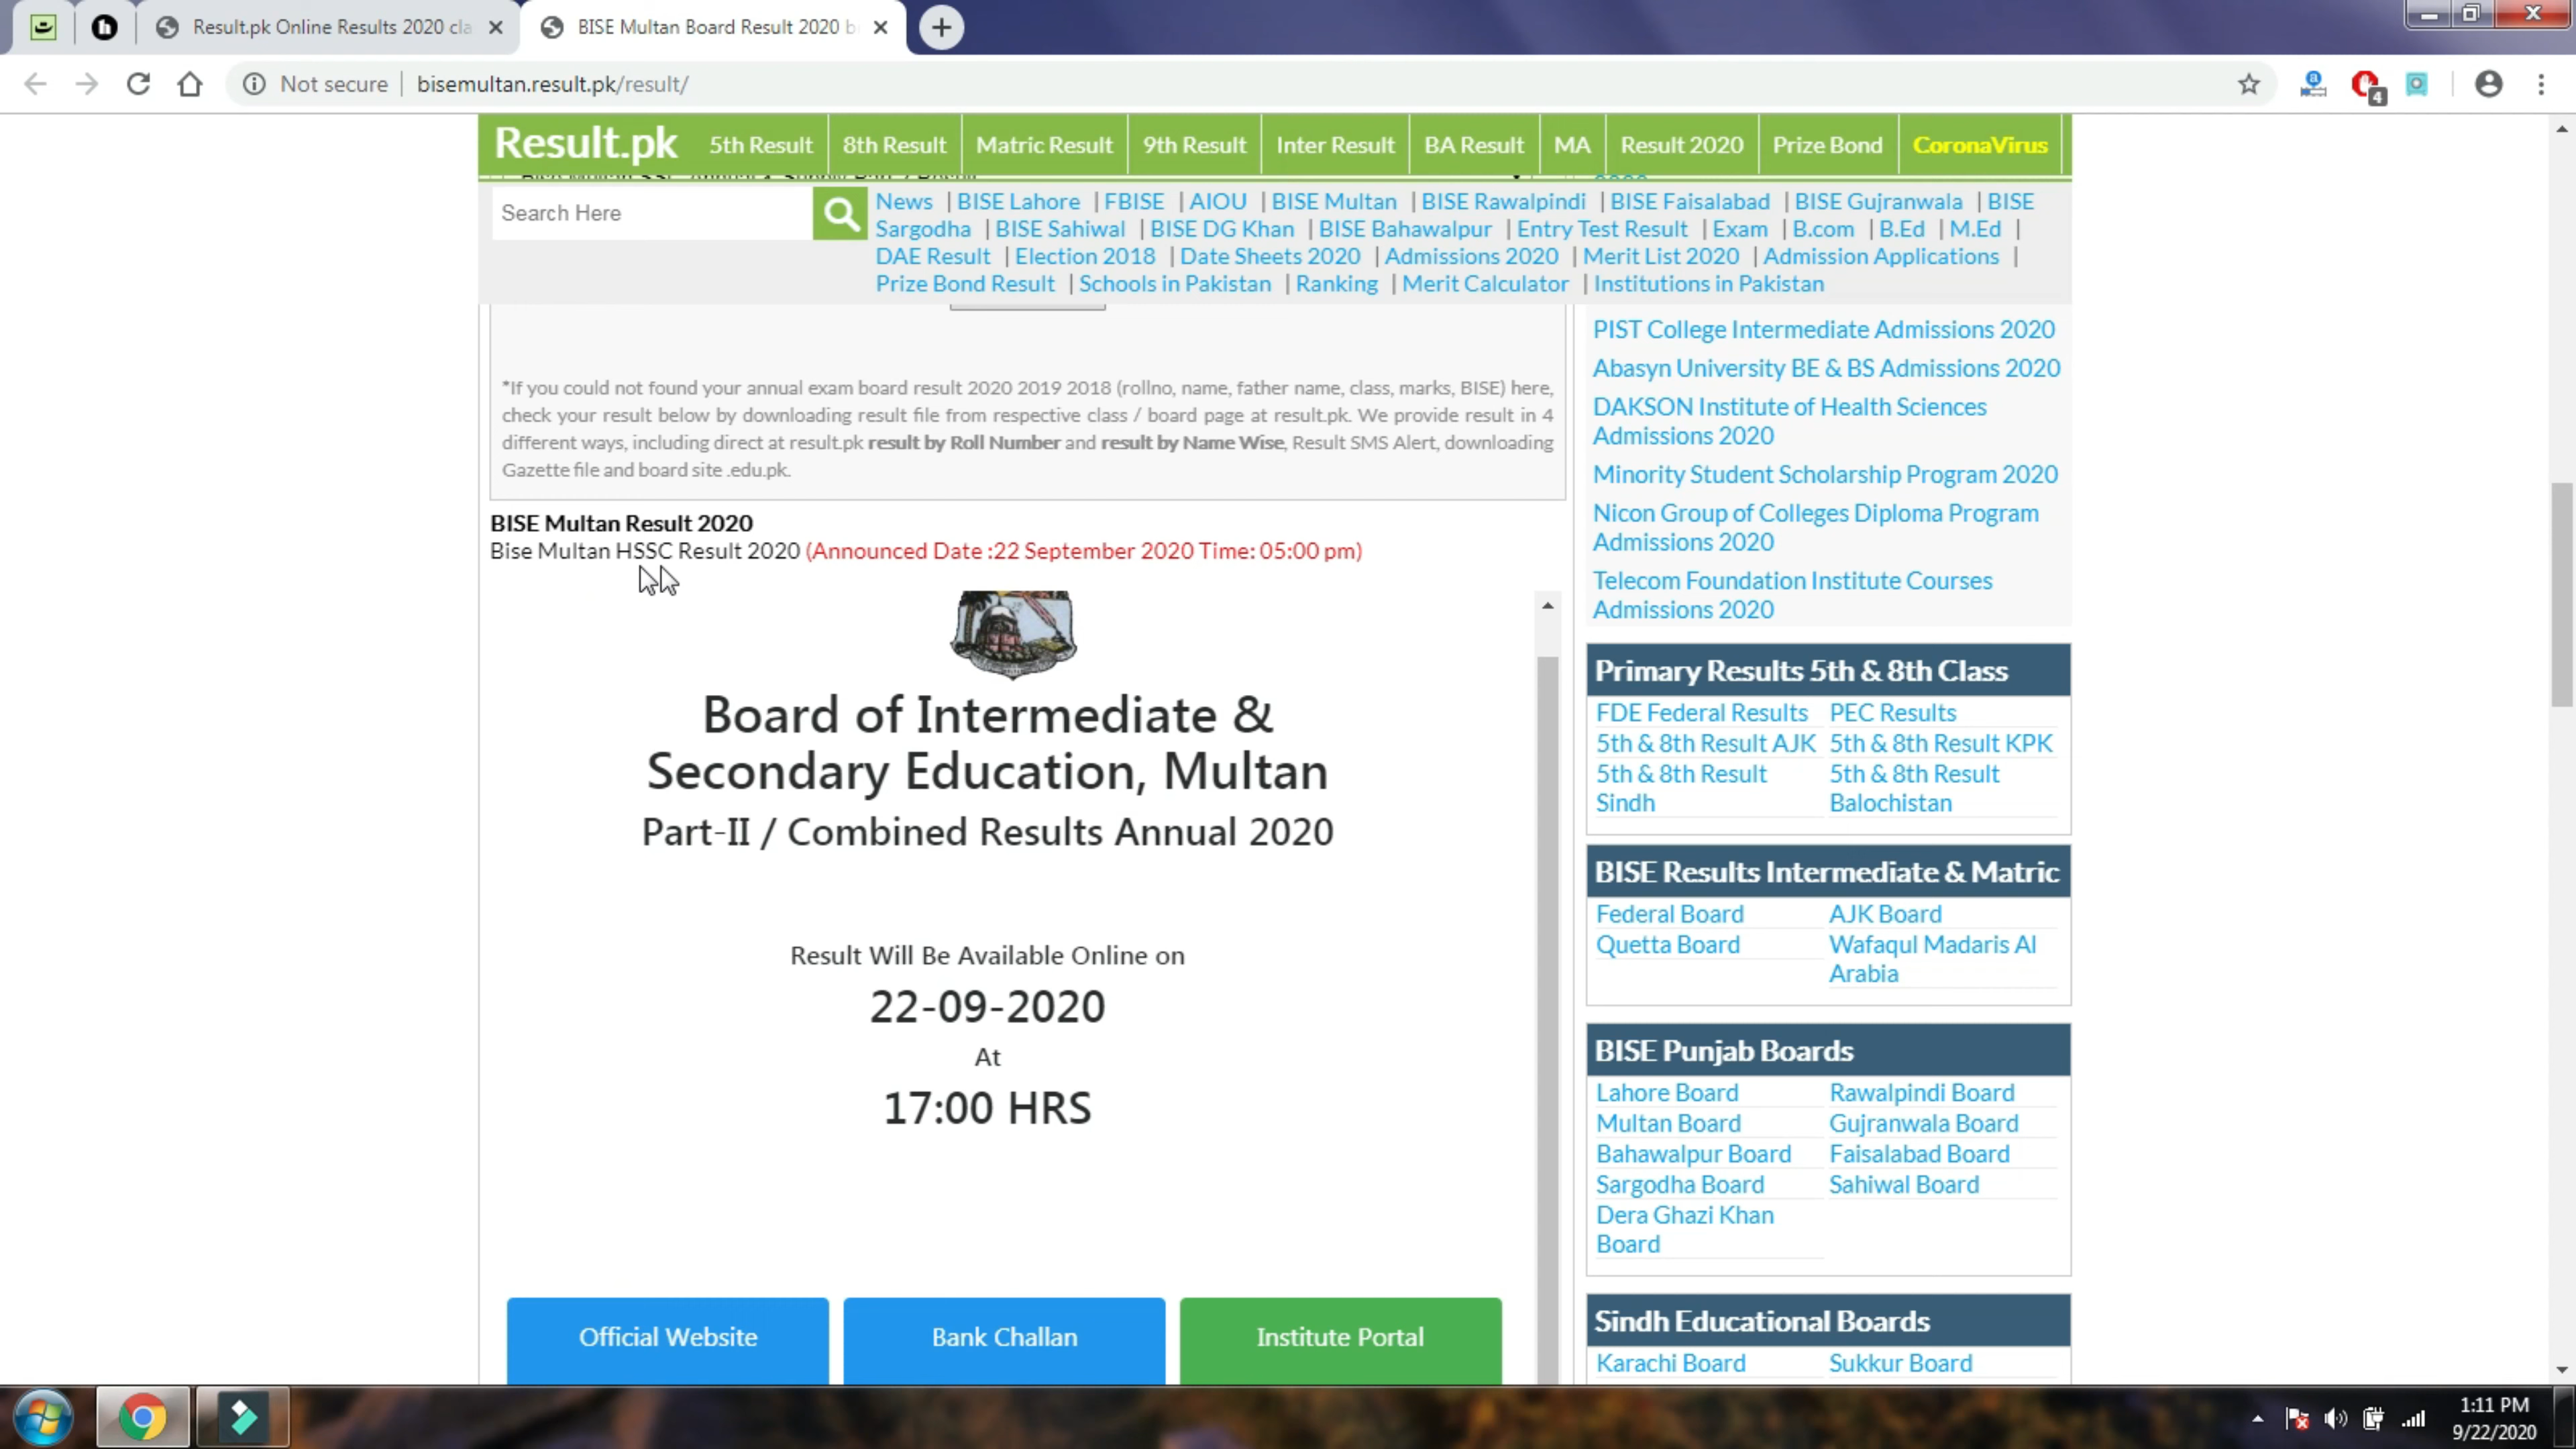 Result.pk Online Results 2020 cla
BISE Multan Board Result 2020 b
Not secure
bisemultan.result.pk/result/
4
Result.pk
5th Result
8th Result
Matric Result
9th Result
Inter Result
BA Result
MA
Result 2020
Prize Bond
CoronaVirus
Search Here
News | BISE Lahore | FBISE | AIOU | BISE Multan | BISE Rawalpindi | BISE Faisalabad | BISE Gujranwala | BISE
Sargodha | BISE Sahiwal | BISE DG Khan | BISE Bahawalpur | Entry Test Result | Exam | B.com | B.Ed | M.Ed |
DAE Result | Election 2018 | Date Sheets 2020 | Admissions 2020 | Merit List 2020 | Admission Applications |
Prize Bond Result | Schools in Pakistan | Ranking | Merit Calculator | Institutions in Pakistan
*If you could not found your annual exam board result 2020 2019 2018 (rollno, name, father name, class, marks, BISE) here,
check your result below by downloading result file from respective class / board page at result.pk. We provide result in 4
different ways, including direct at result.pk result by Roll Number and result by Name Wise, Result SMS Alert, downloading
Gazette file and board site .edu.pk.
BISE Multan Result 2020
Bise Multan HSSC Result 2020 (Announced Date :22 September 2020 Time: 05:00 pm)
Board of Intermediate &
Secondary Education, Multan
Part-II / Combined Results Annual 2020
Result Will Be Available Online on
22-09-2020
At
17:00 HRS
Official Website
Bank Challan
Institute Portal
PIST College Intermediate Admissions 2020
Abasyn University BE & BS Admissions 2020
DAKSON Institute of Health Sciences
Admissions 2020
Minority Student Scholarship Program 2020
Nicon Group of Colleges Diploma Program
Admissions 2020
Telecom Foundation Institute Courses
Admissions 2020
Primary Results 5th & 8th Class
FDE Federal Results PEC Results
5th & 8th Result AJK 5th & 8th Result KPK
5th & 8th Result 5th & 8th Result
Sindh Balochistan
BISE Results Intermediate & Matric
Federal Board AJK Board
Quetta Board Wafaqul Madaris Al
Arabia
BISE Punjab Boards
Lahore Board Rawalpindi Board
Multan Board Gujranwala Board
Bahawalpur Board Faisalabad Board
Sargodha Board Sahiwal Board
Dera Ghazi Khan
Board
Sindh Educational Boards
Karachi Board Sukkur Board
1:11 PM
9/22/2020